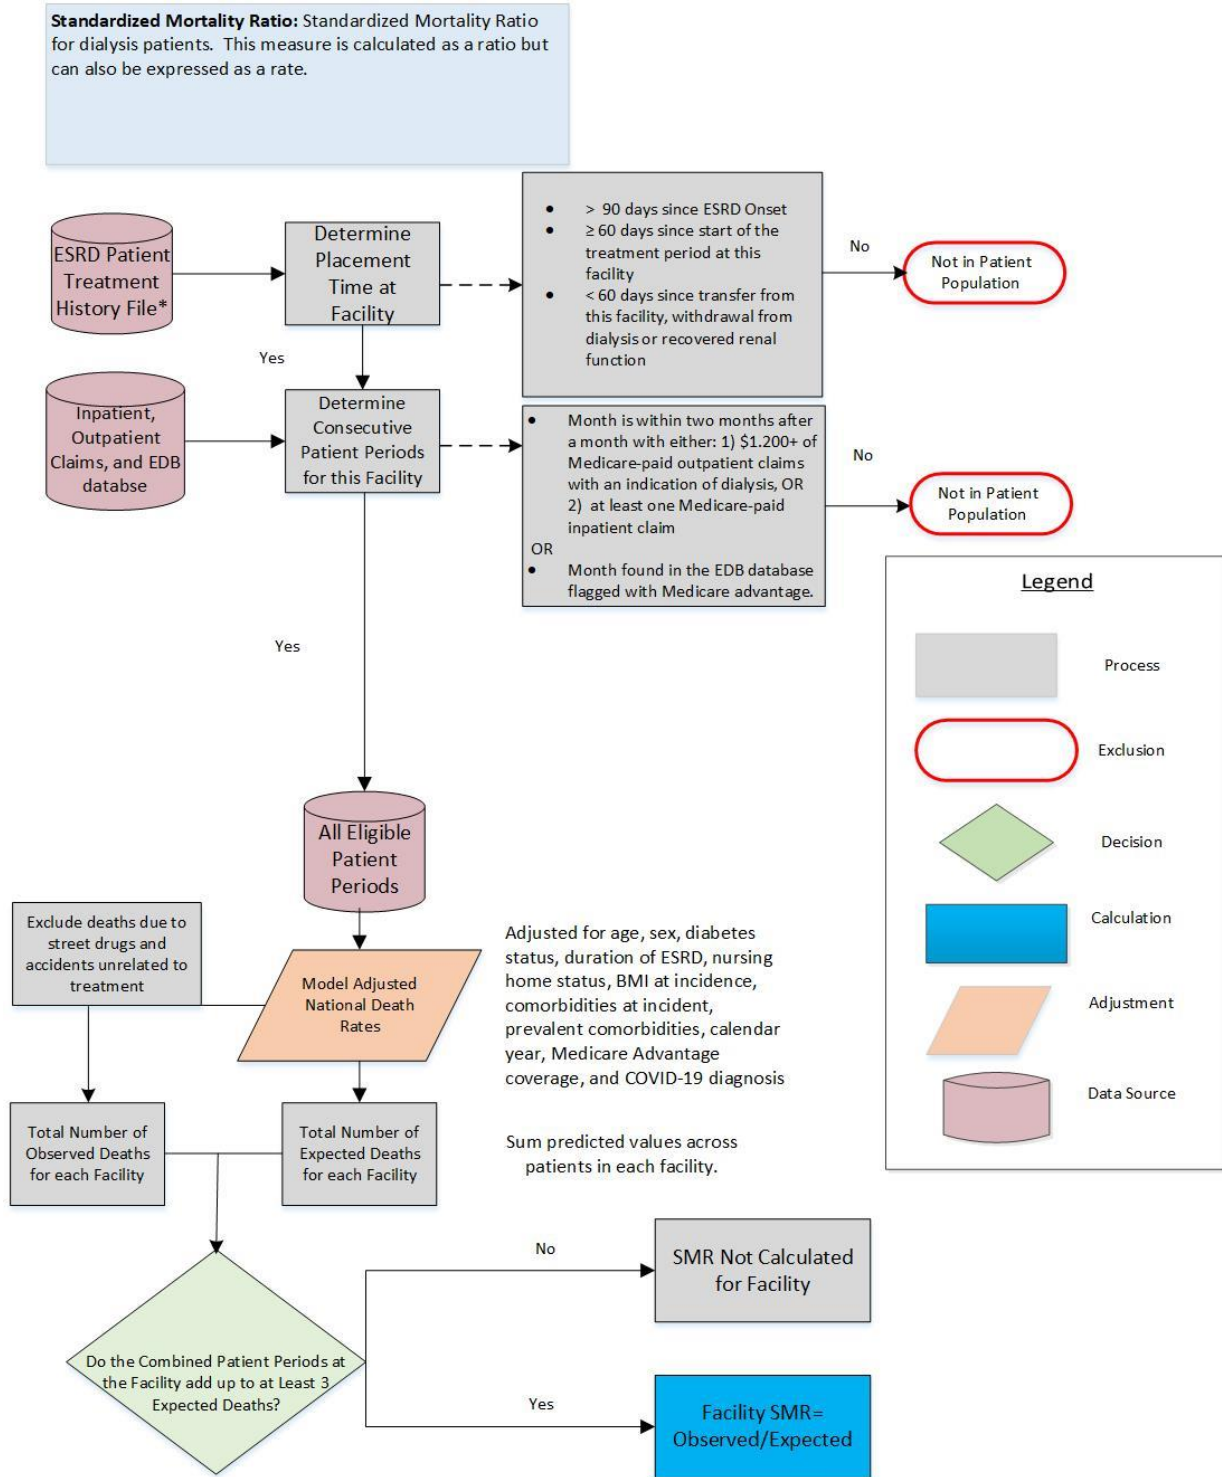 Standardized Mortality Ratio: Standardized Mortality Ratio
for dialysis patients.  This measure is calculated as a ratio but
can also be expressed as a rate.
ESRD Patient
Treatment
History File*
Determine
Placement
Time at
Facility
• > 90 days since ESRD Onset
• ≥ 60 days since start of the
treatment period at this
facility
• < 60 days since transfer from
this facility, withdrawal from
dialysis or recovered renal
function
No
Not in Patient
Population
Yes
Inpatient,
Outpatient
Claims, and EDB
databse
Determine
Consecutive
Patient Periods
for this Facility
• Month is within two months after
a month with either: 1) $1.200+ of
Medicare-paid outpatient claims
with an indication of dialysis, OR
2) at least one Medicare-paid
inpatient claim
OR
• Month found in the EDB database
flagged with Medicare advantage.
No
Not in Patient
Population
Yes
Legend
Process
Exclusion
Decision
Calculation
Adjustment
Data Source
All Eligible
Patient
Periods
Exclude deaths due to
street drugs and
accidents unrelated to
treatment
Model Adjusted
National Death
Rates
Adjusted for age, sex, diabetes
status, duration of ESRD, nursing
home status, BMI at incidence,
comorbidities at incident,
prevalent comorbidities, calendar
year, Medicare Advantage
coverage, and COVID-19 diagnosis
Total Number of
Observed Deaths
for each Facility
Total Number of
Expected Deaths
for each Facility
Sum predicted values across
patients in each facility.
Do the Combined Patient Periods at
the Facility add up to at Least 3
Expected Deaths?
No
SMR Not Calculated
for Facility
Yes
Facility SMR=
Observed/Expected